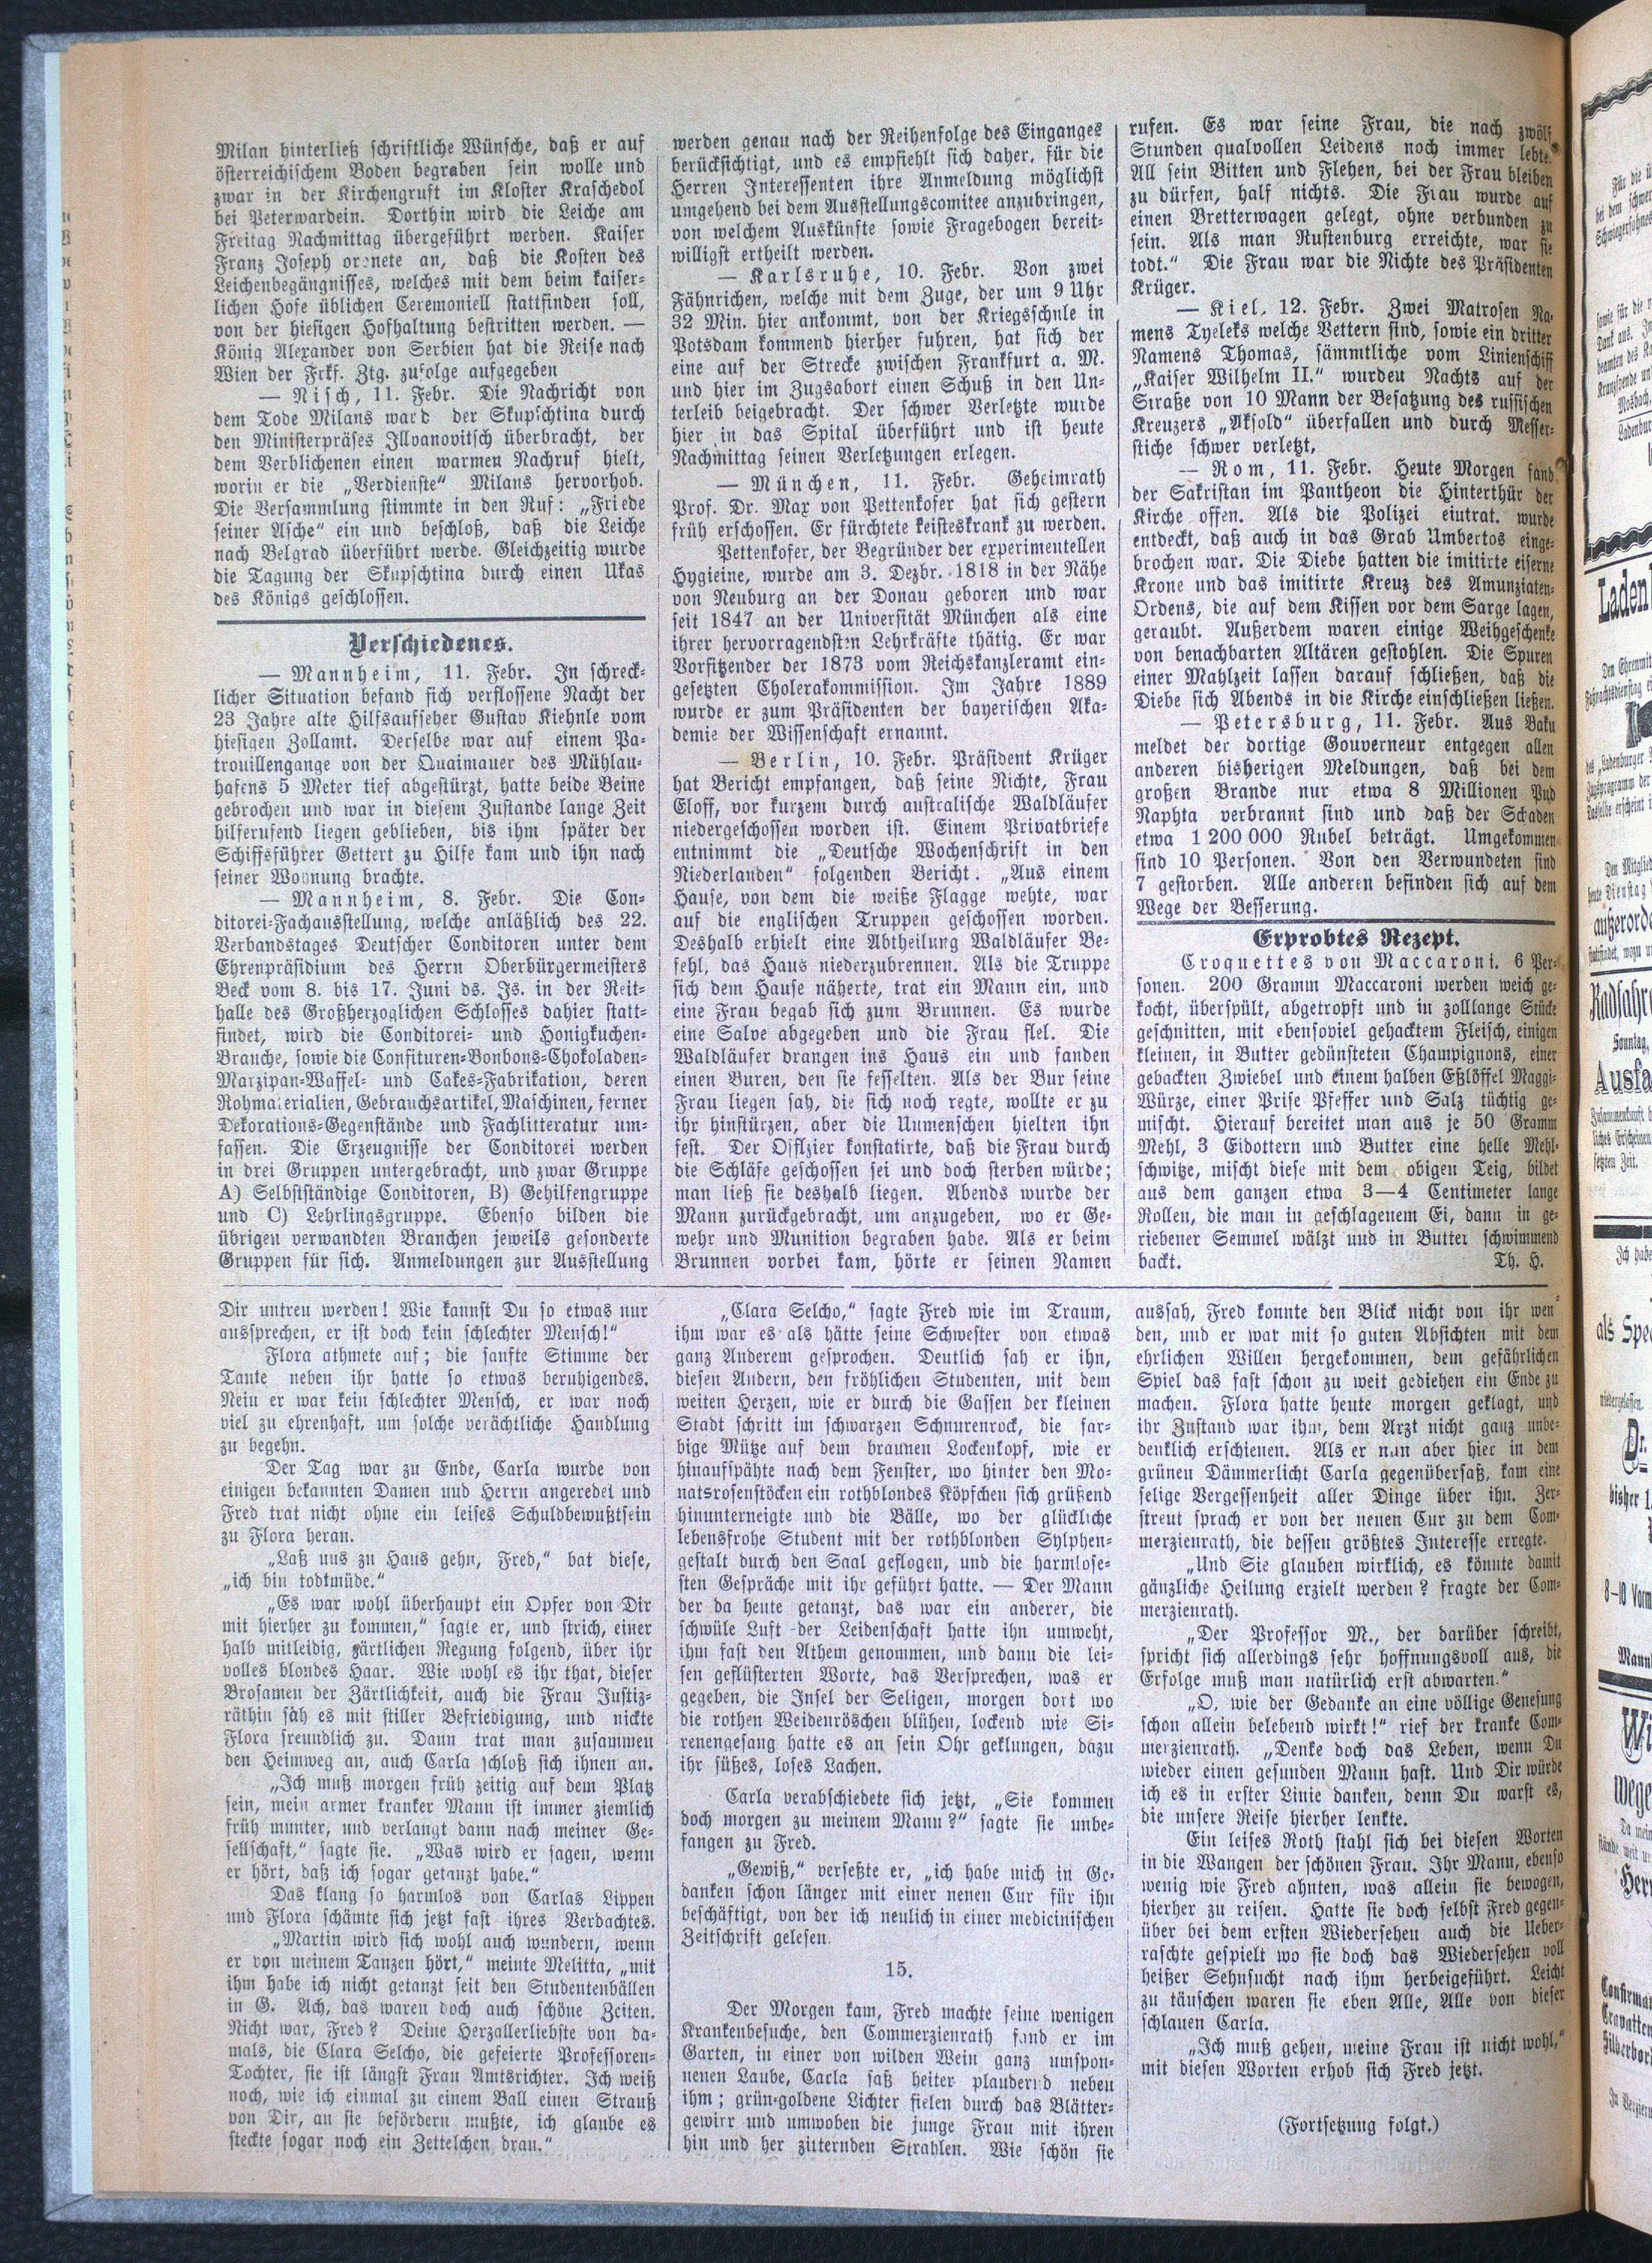 Milan hinterließ schriftliche Wünsche, daß er auf
österreichischem Boden begraben sein wolle und
zwar in der Kirchengruft im Kloster Kraschedol
bei Peterwardein. Dorthin wird die Leiche am
Freitag Nachmittag übergeführt werden. Kaiser
Franz Joseph ordnete an, daß die Kosten des
Leichenbegängnisses, welches mit dem beim kaiser-
lichen Hofe üblichen Ceremoniell stattfinden soll,
von der hiesigen Hofhaltung bestritten werden. —
König Alexander von Serbien hat die Reise nach
Wien der Frkf. Ztg. zufolge aufgegeben
— Nisch, 11. Febr. Die Nachricht von
dem Tode Milans ward der Skupschtina durch
den Ministerpräses Illvanovitsch überbracht, der
dem Verblichenen einen warmen Nachruf hielt,
worin er die „Verdienste“ Milans hervorhob.
Die Versammlung stimmte in den Ruf: „Friede
seiner Asche“ ein und beschloß, daß die Leiche
nach Belgrad überführt werde. Gleichzeitig wurde
die Tagung der Skupschtina durch einen Ukas
des Königs geschlossen.
Verschiedenes.
— Mannheim, 11. Febr. In schreck-
licher Situation befand sich verflossene Nacht der
23 Jahre alte Hilfsaufseher Gustav Kiehnle vom
hiesigen Zollamt. Derselbe war auf einem Pa-
trouillengange von der Quaimauer des Mühlau-
hafens 5 Meter tief abgestürzt, hatte beide Beine
gebrochen und war in diesem Zustande lange Zeit
hilferufend liegen geblieben, bis ihm später der
Schiffsführer Gettert zu Hilfe kam und ihn nach
seiner Wohnung brachte.
— Mannheim, 8. Febr. Die Con-
ditorei-Fachausstellung, welche anläßlich des 22.
Verbandstages Deutscher Conditoren unter dem
Ehrenpräsidium des Herrn Oberbürgermeisters
Beck vom 8. bis 17. Juni ds. Js. in der Reit-
halle des Großherzoglichen Schlosses dahier statt-
findet, wird die Conditorei- und Honigkuchen-
Branche, sowie die Confituren-Bonbons-Chokoladen-
Marzipan-Waffel- und Cakes-Fabrikation, deren
Rohmaterialien, Gebrauchsartikel, Maschinen, ferner
Dekorations-Gegenstände und Fachlitteratur um-
fassen. Die Erzeugnisse der Conditorei werden
in drei Gruppen untergebracht, und zwar Gruppe
A) Selbstständige Conditoren, B) Gehilfengruppe
und C) Lehrlingsgruppe. Ebenso bilden die
übrigen verwandten Branchen jeweils gesonderte
Gruppen für sich. Anmeldungen zur Ausstellung
werden genau nach der Reihenfolge des Einganges
berücksichtigt, und es empfiehlt sich daher, für die
Herren Interessenten ihre Anmeldung möglichst
umgehend bei dem Ausstellungscomitee anzubringen,
von welchem Auskünfte sowie Fragebogen bereit-
willigst ertheilt werden.
— Karlsruhe, 10. Febr. Von zwei
Fähnrichen, welche mit dem Zuge, der um 9 Uhr
32 Min. hier ankommt, von der Kriegsschule in
Potsdam kommend hierher fuhren, hat sich der
eine auf der Strecke zwischen Frankfurt a. M.
und hier im Zugsabort einen Schuß in den Un-
terleib beigebracht. Der schwer Verletzte wurde
hier in das Spital überführt und ist heute
Nachmittag seinen Verletzungen erlegen.
— München, 11. Febr. Geheimrath
Prof. Dr. Max von Pettenkofer hat sich gestern
früh erschossen. Er fürchtete keisteskrank zu werden.
Pettenkofer, der Begründer der experimentellen
Hygieine, wurde am 3. Dezbr. 1818 in der Nähe
von Neuburg an der Donau geboren und war
seit 1847 an der Universität München als eine
ihrer hervorragendsten Lehrkräfte thätig. Er war
Vorsitzender der 1873 vom Reichskanzleramt ein-
gesetzten Cholerakommission. Im Jahre 1889
wurde er zum Präsidenten der bayerischen Aka-
demie der Wissenschaft ernannt.
— Berlin, 10. Febr. Präsident Krüger
hat Bericht empfangen, daß seine Nichte, Frau
Eloff, vor kurzem durch australische Waldläufer
niedergeschossen worden ist. Einem Privatbriefe
entnimmt die „Deutsche Wochenschrift in den
Niederlanden“ folgenden Bericht: „Aus einem
Hause, von dem die weiße Flagge wehte, war
auf die englischen Truppen geschossen worden.
Deshalb erhielt eine Abtheilung Waldläufer Be-
fehl, das Haus niederzubrennen. Als die Truppe
sich dem Hause näherte, trat ein Mann ein, und
eine Frau begab sich zum Brunnen. Es wurde
eine Salve abgegeben und die Frau fiel. Die
Waldläufer drangen ins Haus ein und fanden
einen Buren, den sie fesselten. Als der Bur seine
Frau liegen sah, die sich noch regte, wollte er zu
ihr hinstürzen, aber die Unmenschen hielten ihn
fest. Der Offizier konstatirte, daß die Frau durch
die Schläfe geschossen sei und doch sterben würde;
man ließ sie deshalb liegen. Abends wurde der
Mann zurückgebracht, um anzugeben, wo er Ge-
wehr und Munition begraben habe. Als er beim
Brunnen vorbei kam, hörte er seinen Namen
rufen. Es war seine Frau, die nach zwölf
Stunden qualvollen Leidens noch immer lebte.
All sein Bitten und Flehen, bei der Frau bleiben
zu dürfen, half nichts. Die Frau wurde auf
einen Bretterwagen gelegt, ohne verbunden zu
sein. Als man Rustenburg erreichte, war sie
todt.“ Die Frau war die Nichte des Präsidenten
Krüger.
— Kiel, 12. Febr. Zwei Matrosen Na-
mens Tyeleks welche Vettern sind, sowie ein dritter
Namens Thomas, sämmtliche vom Linienschiff
„Kaiser Wilhelm II.“ wurden Nachts auf der
Straße von 10 Mann der Besatzung des russischen
Kreuzers „Aksold“ überfallen und durch Messer-
stiche schwer verletzt,
— Rom, 11. Febr. Heute Morgen fand
der Sakristan im Pantheon die Hinterthür der
Kirche offen. Als die Polizei eintrat, wurde
entdeckt, daß auch in das Grab Umbertos einge-
brochen war. Die Diebe hatten die imitirte eiserne
Krone und das imitirte Kreuz des Amunziaten-
Ordens, die auf dem Kissen vor dem Sarge lagen,
geraubt. Außerdem waren einige Weihgeschenke
von benachbarten Altären gestohlen. Die Spuren
einer Mahlzeit lassen darauf schließen, daß die
Diebe sich Abends in die Kirche einschließen ließen.
— Petersburg, 11. Febr. Aus Baku
meldet der dortige Gouverneur entgegen allen
anderen bisherigen Meldungen, daß bei dem
großen Brande nur etwa 8 Millionen Pud
Naphta verbrannt sind und daß der Schaden
etwa 1 200 000 Rubel beträgt. Umgekommen
sind 10 Personen. Von den Verwundeten sind
7 gestorben. Alle anderen befinden sich auf dem
Wege der Besserung.
Erprobtes Rezept.
Croquettes von Maccaroni. 6 Per-
sonen. 200 Gramm Maccaroni werden weich ge-
kocht, überspült, abgetropft und in zolllange Stücke
geschnitten, mit ebensoviel gehacktem Fleisch, einigen
kleinen, in Butter gedünsteten Champignons, einer
gebackten Zwiebel und einem halben Eßlöffel Maggi-
Würze, einer Prise Pfeffer und Salz tüchtig ge-
mischt. Hierauf bereitet man aus je 50 Gramm
Mehl, 3 Eidottern und Butter eine helle Mehl-
schwitze, mischt diese mit dem obigen Teig, bildet
aus dem ganzen etwa 3—4 Centimeter lange
Rollen, die man in geschlagenem Ei, dann in ge-
riebener Semmel wälzt und in Butter schwimmend
backt. Th. H.
Dir untreu werden! Wie kannst Du so etwas nur
aussprechen, er ist doch kein schlechter Mensch!“
Flora athmete auf; die sanfte Stimme der
Tante neben ihr hatte so etwas beruhigendes.
Nein er war kein schlechter Mensch, er war noch
viel zu ehrenhaft, um solche verächtliche Handlung
zu begehn.
Der Tag war zu Ende, Carla wurde von
einigen bekannten Damen und Herrn angeredet und
Fred trat nicht ohne ein leises Schuldbewußtsein
zu Flora heran.
„Laß uns zu Haus gehn, Fred,“ bat diese,
„ich bin todtmüde.“
„Es war wohl überhaupt ein Opfer von Dir
mit hierher zu kommen,“ sagte er, und strich, einer
halb mitleidig, zärtlichen Regung folgend, über ihr
volles blondes Haar. Wie wohl es ihr that, dieser
Brosamen der Zärtlichkeit, auch die Frau Justiz-
räthin sah es mit stiller Befriedigung, und nickte
Flora freundlich zu. Dann trat man zusammen
den Heimweg an, auch Carla schloß sich ihnen an.
„Ich muß morgen früh zeitig auf dem Platz
sein, mein armer kranker Mann ist immer ziemlich
früh munter, und verlangt dann nach meiner Ge-
sellschaft,“ sagte sie. „Was wird er sagen, wenn
er hört, daß ich sogar getanzt habe.“
Das klang so harmlos von Carlas Lippen
und Flora schämte sich jetzt fast ihres Verdachtes.
„Martin wird sich wohl auch wundern, wenn
er von meinem Tanzen hört,“ meinte Melitta, „mit
ihm habe ich nicht getanzt seit den Studentenbällen
in G. Ach, das waren doch auch schöne Zeiten.
Nicht war, Fred? Deine Herzallerliebste von da-
mals, die Clara Selcho, die gefeierte Professoren-
Tochter, sie ist längst Frau Amtsrichter. Ich weiß
noch, wie ich einmal zu einem Ball einen Strauß
von Dir, an sie befördern mußte, ich glaube es
steckte sogar noch ein Zettelchen dran.“
„Clara Selcho,“ sagte Fred wie im Traum,
ihm war es als hätte seine Schwester von etwas
ganz Anderem gesprochen. Deutlich sah er ihn,
diesen Andern, den fröhlichen Studenten, mit dem
weiten Herzen, wie er durch die Gassen der kleinen
Stadt schritt im schwarzen Schnurenrock, die far-
bige Mütze auf dem braunen Lockenkopf, wie er
hinaufspähte nach dem Fenster, wo hinter den Mo-
natsrosenstöcken ein rothblondes Köpfchen sich grüßend
hinunterneigte und die Bälle, wo der glückliche
lebensfrohe Student mit der rothblonden Sylphen-
gestalt durch den Saal geflogen, und die harmlose-
sten Gespräche mit ihr geführt hatte. — Der Mann
der da heute getanzt, das war ein anderer, die
schwüle Luft der Leidenschaft hatte ihn umweht,
ihm fast den Athem genommen, und dann die lei-
sen geflüsterten Worte, das Versprechen, was er
gegeben, die Insel der Seligen, morgen dort wo
die rothen Weidenröschen blühen, lockend wie Si-
renengesang hatte es an sein Ohr geklungen, dazu
ihr süßes, loses Lachen.
Carla verabschiedete sich jetzt, „Sie kommen
doch morgen zu meinem Mann?“ sagte sie unbe-
fangen zu Fred.
„Gewiß,“ verseßte er, „ich habe mich in Ge-
danken schon länger mit einer neuen Cur für ihn
beschäftigt, von der ich neulich in einer medicinischen
Zeitschrift gelesen.
15.
Der Morgen kam, Fred machte seine wenigen
Krankenbesuche, den Commerzienrath fand er im
Garten, in einer von wilden Wein ganz umspon-
nenen Laube, Carla saß heiter plaudernd neben
ihm; grün-goldene Lichter fielen durch das Blätter-
gewirr und umwoben die junge Frau mit ihren
hin und her zitternden Strahlen. Wie schön sie
aussah, Fred konnte den Blick nicht von ihr wen-
den, und er war mit so guten Absichten mit dem
ehrlichen Willen hergekommen, dem gefährlichen
Spiel das fast schon zu weit gediehen ein Ende zu
machen. Flora hatte heute morgen geklagt, und
ihr Zustand war ihm, dem Arzt nicht ganz unbe-
denklich erschienen. Als er nun aber hier in dem
grünen Dämmerlicht Carla gegenübersaß, kam eine
selige Vergessenheit aller Dinge über ihn. Zer-
streut sprach er von der neuen Cur zu dem Com-
merzienrath, die dessen größtes Interesse erregte.
„Und Sie glauben wirklich, es könnte damit
gänzliche Heilung erzielt werden? fragte der Com-
merzienrath.
„Der Professor M., der darüber schreibt,
spricht sich allerdings sehr hoffnungsvoll aus, die
Erfolge muß man natürlich erst abwarten.“
„O, wie der Gedanke an eine völlige Genesung
schon allein belebend wirkt!“ rief der kranke Com-
merzienrath. „Denke doch das Leben, wenn Du
wieder einen gesunden Mann hast. Und Dir würde
ich es in erster Linie danken, denn Du warst es,
die unsere Reise hierher lenkte.
Ein leises Roth stahl sich bei diesen Worten
in die Wangen der schönen Frau. Ihr Mann, ebenso
wenig wie Fred ahnten, was allein sie bewogen,
hierher zu reisen. Hatte sie doch selbst Fred gegen-
über bei dem ersten Wiedersehen auch die Ueber-
raschte gespielt wo sie doch das Wiedersehen voll
heißer Sehnsucht nach ihm herbeigeführt. Leicht
zu täuschen waren sie eben Alle, Alle von dieser
schlauen Carla.
„Ich muß gehen, meine Frau ist nicht wohl,“
mit diesen Worten erhob sich Fred jetzt.
(Fortsetzung folgt.)